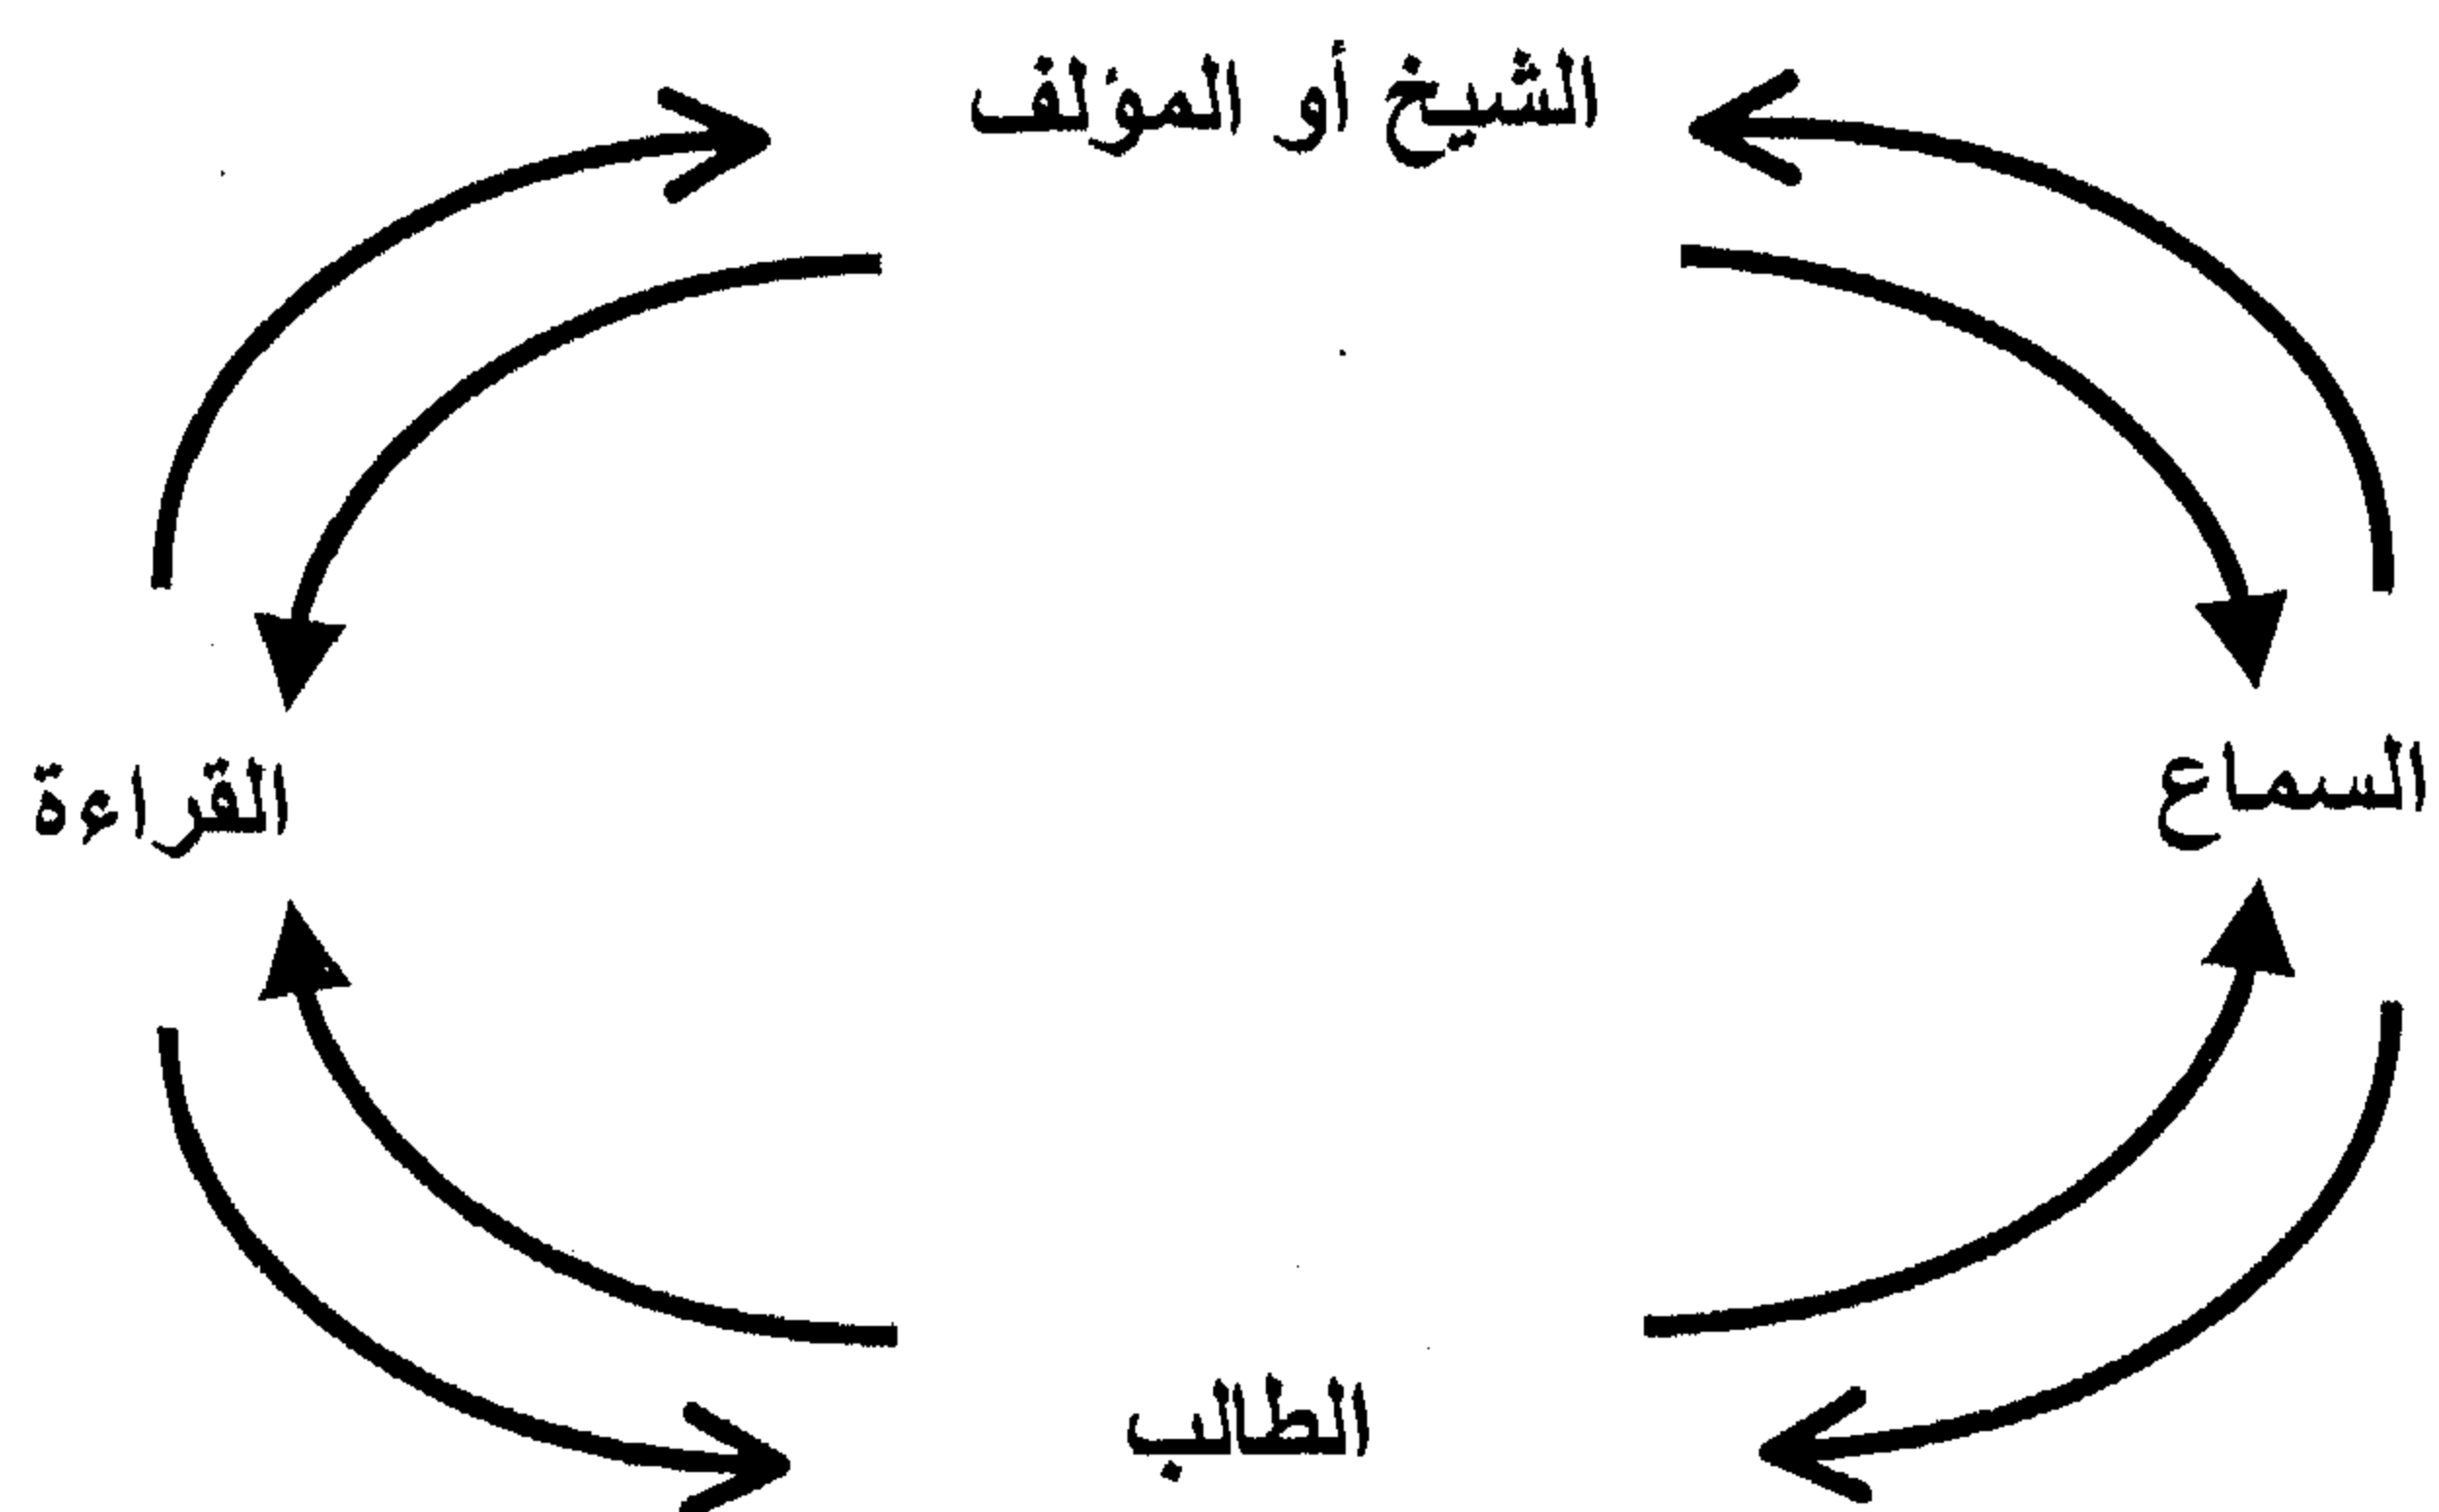 الشيخ أو المؤلف
السماع
القراءة
الطالب